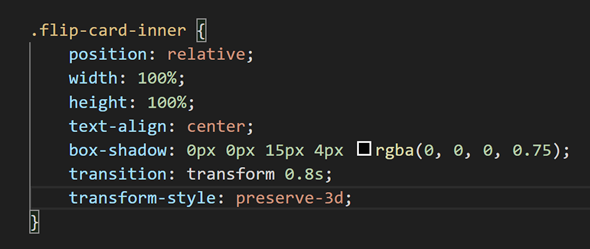 .flip-card-inner {
position: relative;
width: 100%;
height: 100%;
text-align: center;
box-shadow: 0px 0px 15px 4px rgba(0, 0, 0, 0.75);
transition: transform 0.8s;
transform-style: preserve-3d;
}